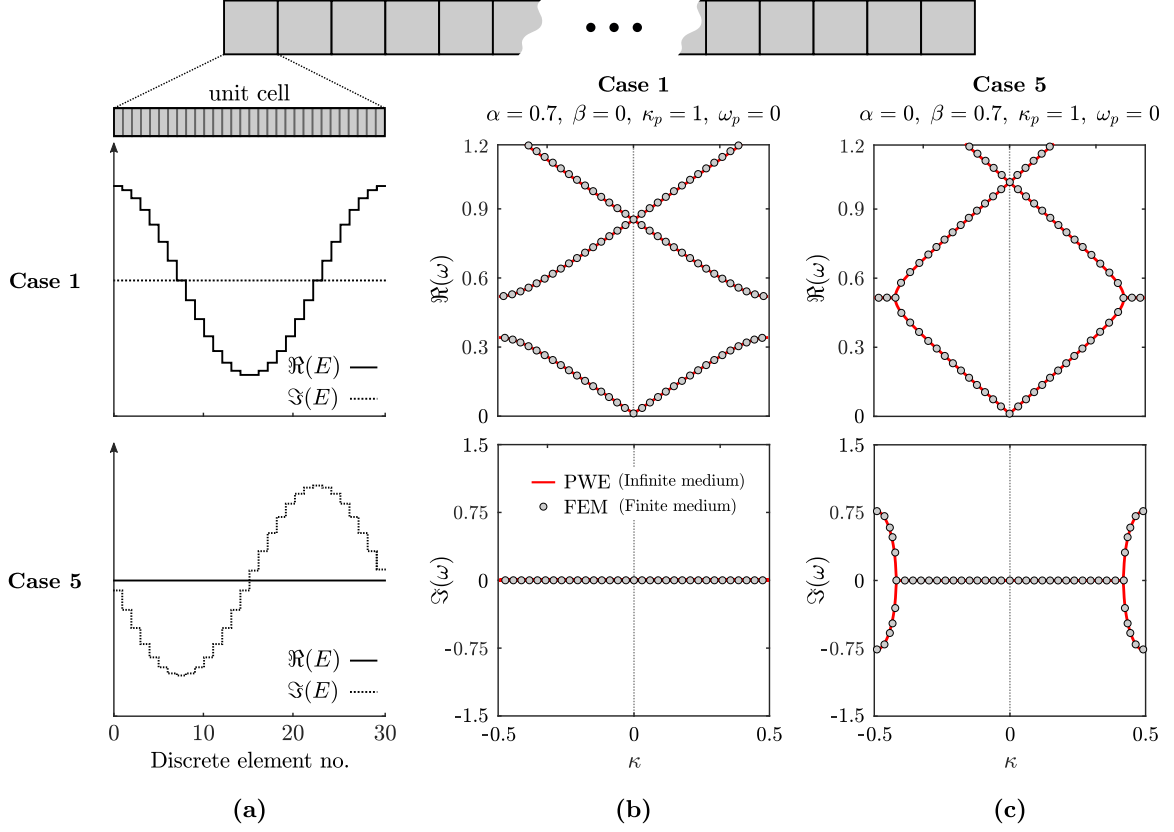 unit cell
Case 1
ℜ(E)
ℑ(E)
Case 5
ℜ(E)
ℑ(E)
0 10 20 30
Discrete element no.
(a)
Case 1
α = 0.7, β = 0, κp = 1, ωp = 0
1.2
0.9
0.6
0.3
0
ℜ(ω)
1.5
0.75
0
-0.75
-1.5
ℑ(ω)
PWE (Infinite medium)
FEM (Finite medium)
-0.5 0 0.5
κ
(b)
Case 5
α = 0, β = 0.7, κp = 1, ωp = 0
1.2
0.9
0.6
0.3
0
ℜ(ω)
1.5
0.75
0
-0.75
-1.5
ℑ(ω)
-0.5 0 0.5
κ
(c)